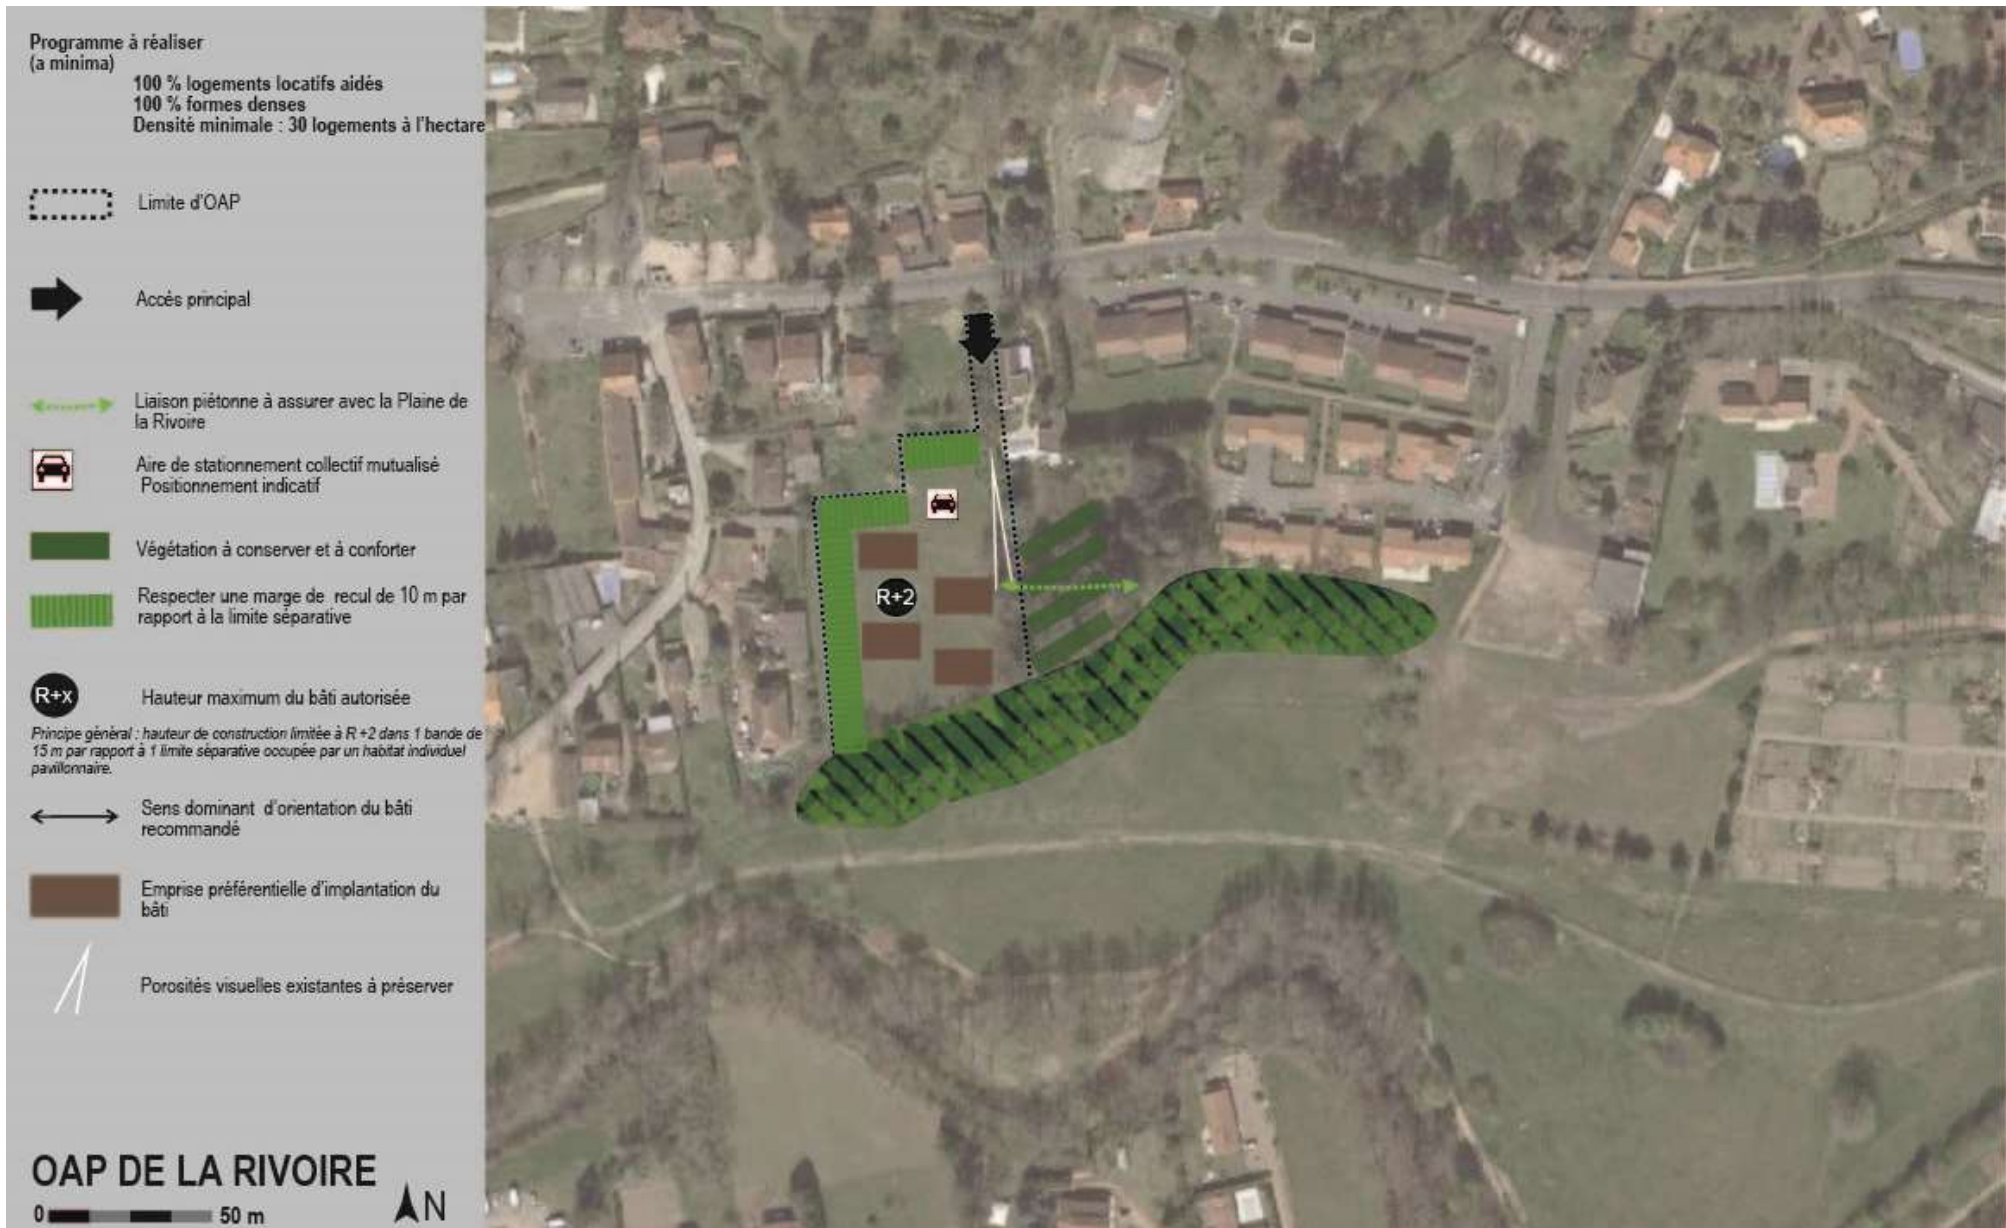 Programme à réaliser
(a minima)
100 % logements locatifs aidés
100 % formes denses
Densité minimale : 30 logements à l'hectare
Limite d'OAP
Accès principal
Liaison piétonne à assurer avec la Plaine de
la Rivoire
Aire de stationnement collectif mutualisé
Positionnement indicatif
Végétation à conserver et à conforter
Respecter une marge de recul de 10 m par
rapport à la limite séparative
R+x
Hauteur maximum du bâti autorisée
Principe général : hauteur de construction limitée à R +2 dans 1 bande de
15 m par rapport à 1 limite séparative occupée par un habitat individuel
pavillonnaire.
Sens dominant d'orientation du bâti
recommandé
Emprise préférentielle d'implantation du
bâti
Porosités visuelles existantes à préserver
OAP DE LA RIVOIRE
0 50 m
N
R+2